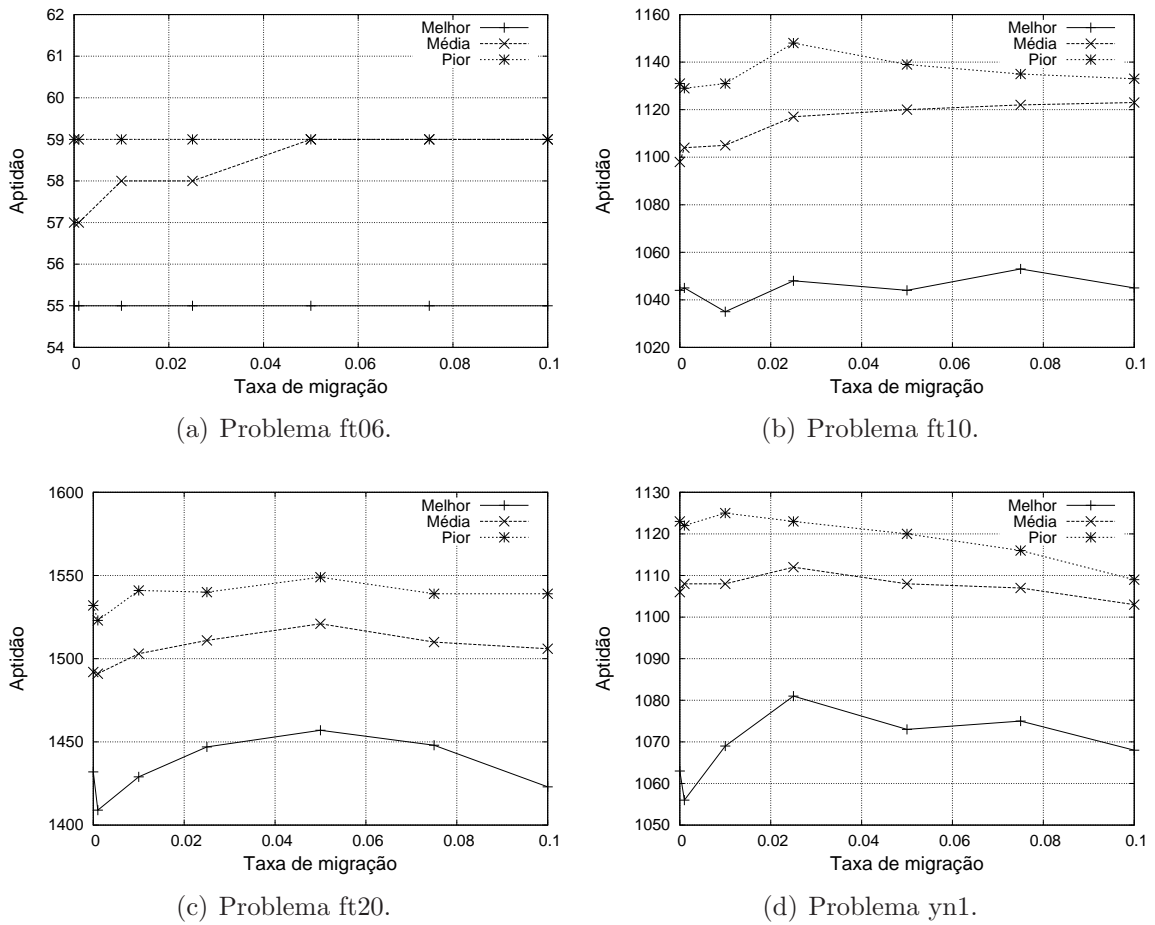 62
61
60
59
58
57
56
55
54
0
0.02
0.04
0.06
0.08
0.1
Aptidão
Taxa de migração
Melhor
Média
Pior
(a) Problema ft06.
1160
1140
1120
1100
1080
1060
1040
1020
0
0.02
0.04
0.06
0.08
0.1
Aptidão
Taxa de migração
Melhor
Média
Pior
(b) Problema ft10.
1600
1550
1500
1450
1400
0
0.02
0.04
0.06
0.08
0.1
Aptidão
Taxa de migração
Melhor
Média
Pior
(c) Problema ft20.
1130
1120
1110
1100
1090
1080
1070
1060
1050
0
0.02
0.04
0.06
0.08
0.1
Aptidão
Taxa de migração
Melhor
Média
Pior
(d) Problema yn1.